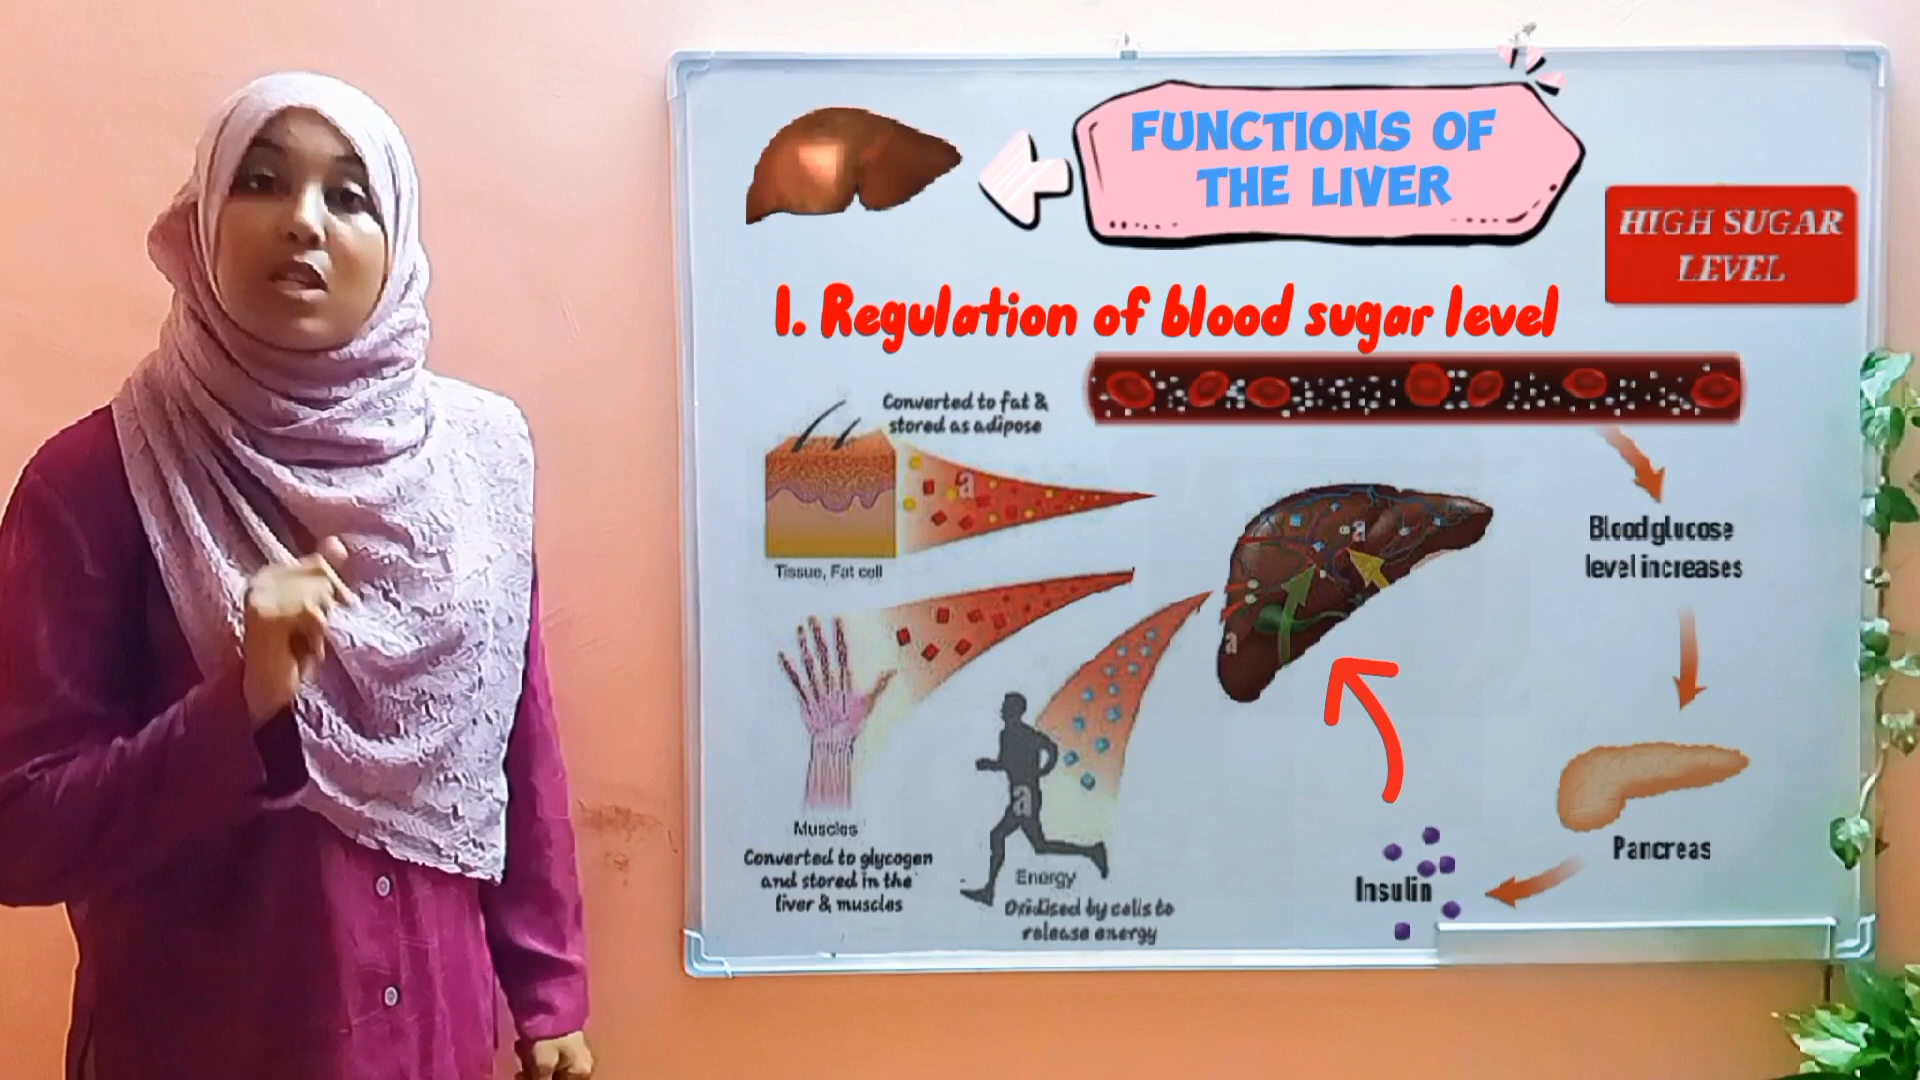 FUNCTIONS OF
THE LIVER
HIGH SUGAR
LEVEL
1. Regulation of blood sugar level
Converted to fat &
stored as adipose
a
Tissue, Fat cell
a
a
Blood glucose
level increases
Muscles
Converted to glycogen
and stored in the
liver & muscles
a
Energy
Oxidised by cells to
release energy
Pancreas
Insulin